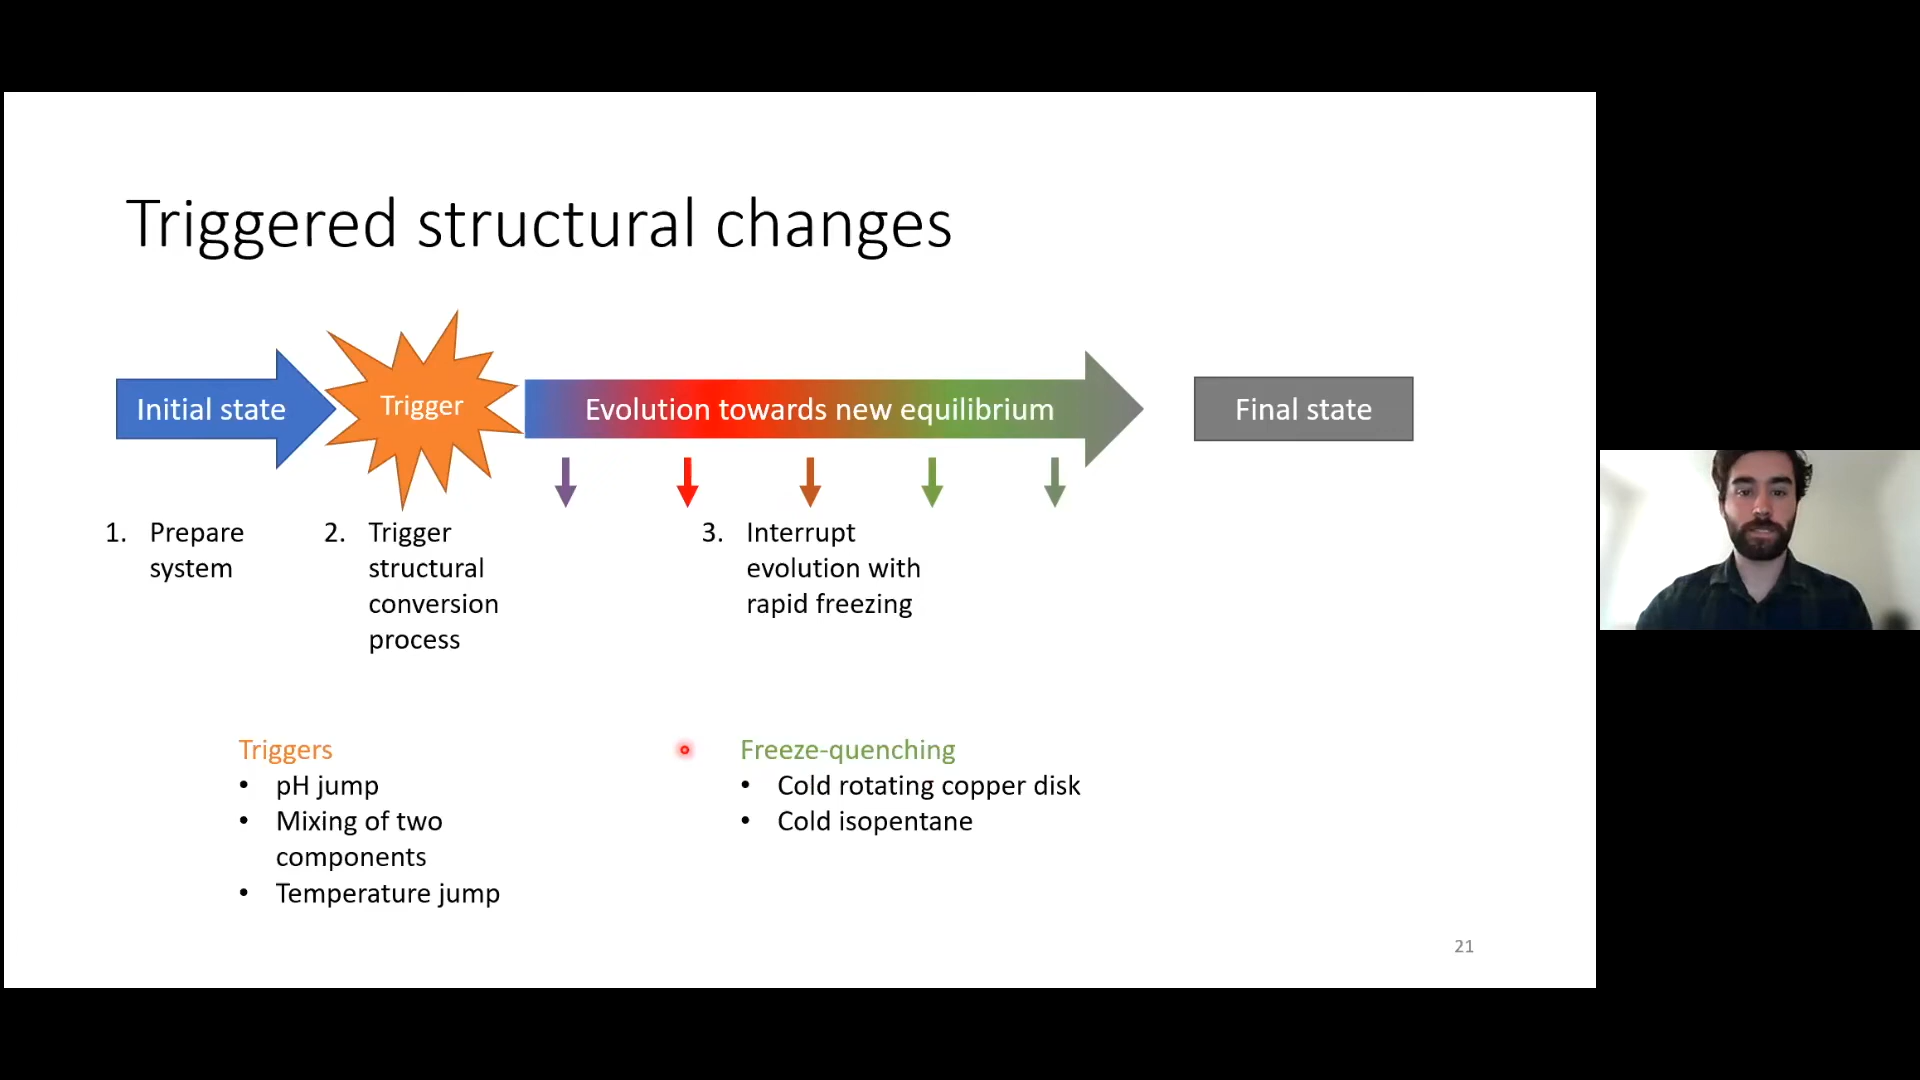 Triggered structural changes
Initial state
Trigger
Evolution towards new equilibrium
Final state
1. Prepare
system
2. Trigger
structural
conversion
process
3. Interrupt
evolution with
rapid freezing
Triggers
• pH jump
• Mixing of two
components
• Temperature jump
Freeze-quenching
• Cold rotating copper disk
• Cold isopentane
21